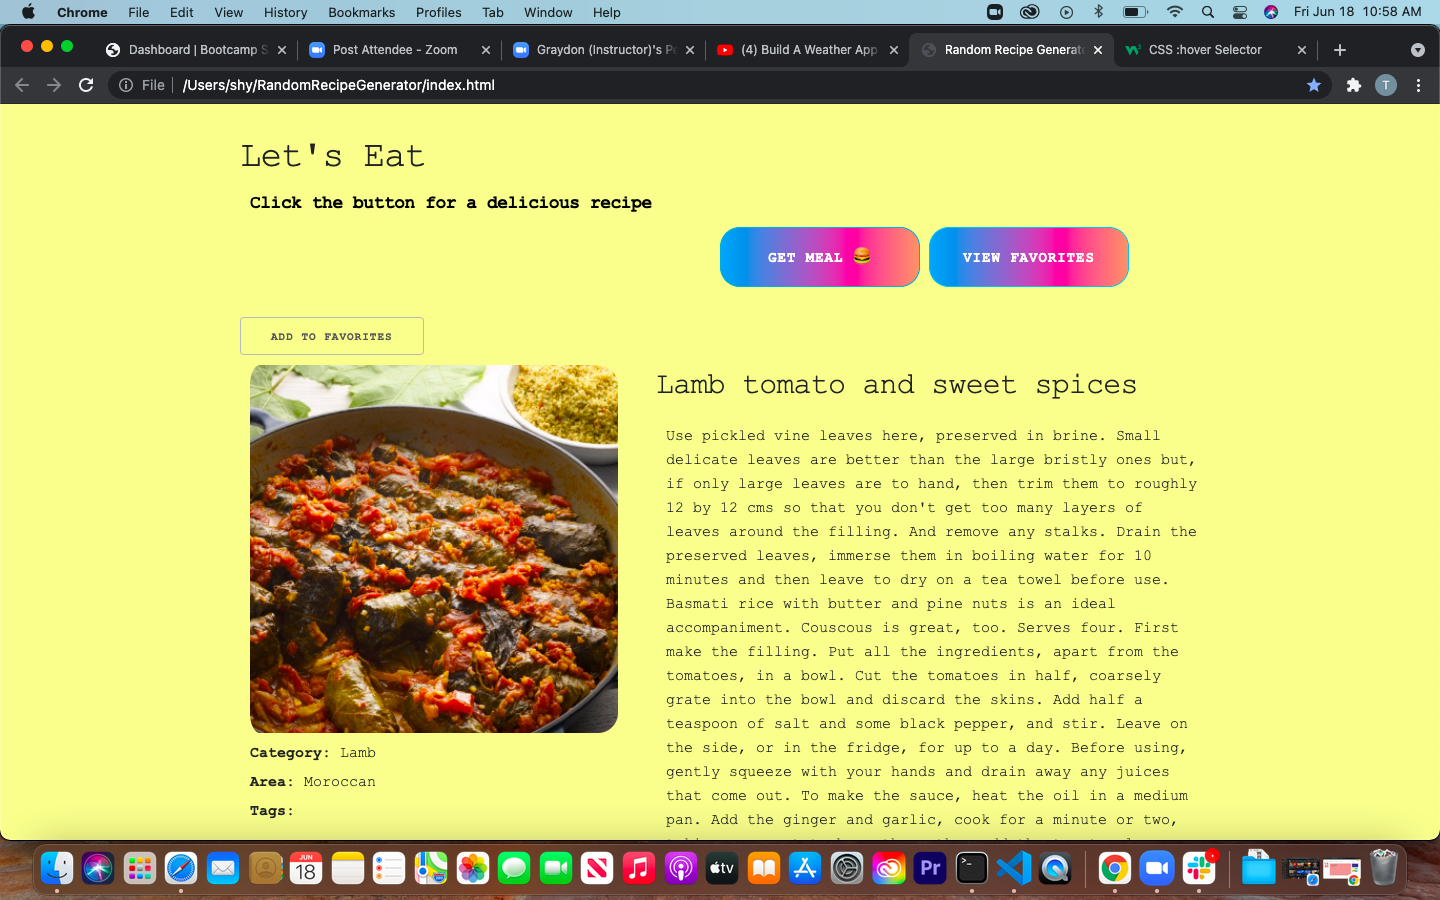 Chrome File Edit View History Bookmarks Profiles Tab Window Help Fri Jun 18 10:58 AM
Dashboard | Bootcamp S Post Attendee - Zoom Graydon (Instructor)'s Pe (4) Build A Weather App Random Recipe Generat CSS :hover Selector
File /Users/shy/RandomRecipeGenerator/index.html T
Let's Eat
Click the button for a delicious recipe
GET MEAL 🍔 VIEW FAVORITES
ADD TO FAVORITES
Lamb tomato and sweet spices
Use pickled vine leaves here, preserved in brine. Small
delicate leaves are better than the large bristly ones but,
if only large leaves are to hand, then trim them to roughly
12 by 12 cms so that you don't get too many layers of
leaves around the filling. And remove any stalks. Drain the
preserved leaves, immerse them in boiling water for 10
minutes and then leave to dry on a tea towel before use.
Basmati rice with butter and pine nuts is an ideal
accompaniment. Couscous is great, too. Serves four. First
make the filling. Put all the ingredients, apart from the
tomatoes, in a bowl. Cut the tomatoes in half, coarsely
grate into the bowl and discard the skins. Add half a
teaspoon of salt and some black pepper, and stir. Leave on
the side, or in the fridge, for up to a day. Before using,
gently squeeze with your hands and drain away any juices
that come out. To make the sauce, heat the oil in a medium
pan. Add the ginger and garlic, cook for a minute or two,
Category: Lamb
Area: Moroccan
Tags:
JUN
18
tv
Pr